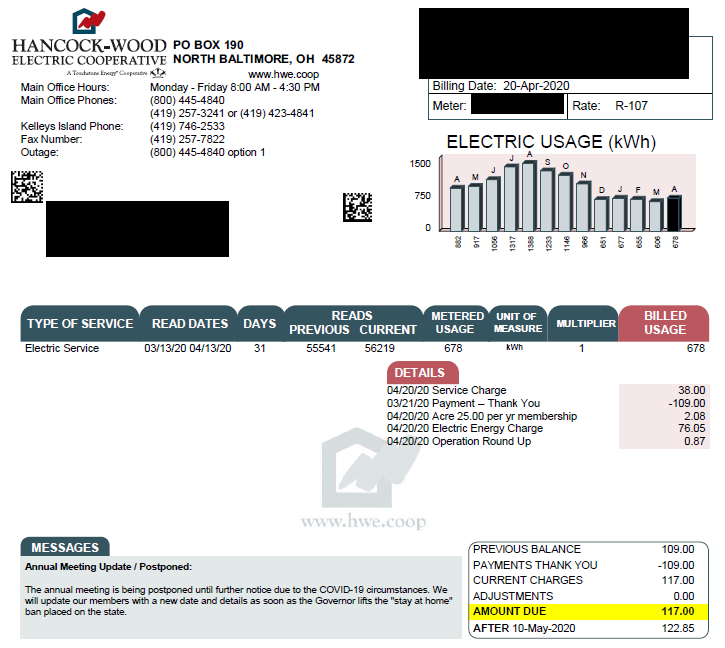 HANCOCK-WOOD
ELECTRIC COOPERATIVE
A Touchstone Energy® Cooperative
PO BOX 190
NORTH BALTIMORE, OH 45872
www.hwe.coop
Main Office Hours: Monday - Friday 8:00 AM - 4:30 PM
Main Office Phones: (800) 445-4840
(419) 257-3241 or (419) 423-4841
Kelleys Island Phone: (419) 746-2533
Fax Number: (419) 257-7822
Outage: (800) 445-4840 option 1
Billing Date: 20-Apr-2020
Meter: Rate: R-107
ELECTRIC USAGE (kWh)
1500
750
0
A M J J A S O N D J F M A
882 917 1056 1317 1388 1233 1146 966 651 677 655 606 678
TYPE OF SERVICE READ DATES DAYS READS PREVIOUS CURRENT METERED USAGE UNIT OF MEASURE MULTIPLIER BILLED USAGE
Electric Service 03/13/20 04/13/20 31 55541 56219 678 kWh 1 678
DETAILS
04/20/20 Service Charge 38.00
03/21/20 Payment – Thank You -109.00
04/20/20 Acre 25.00 per yr membership 2.08
04/20/20 Electric Energy Charge 76.05
04/20/20 Operation Round Up 0.87
www.hwe.coop
MESSAGES
Annual Meeting Update / Postponed:
The annual meeting is being postponed until further notice due to the COVID-19 circumstances. We
will update our members with a new date and details as soon as the Governor lifts the "stay at home"
ban placed on the state.
PREVIOUS BALANCE 109.00
PAYMENTS THANK YOU -109.00
CURRENT CHARGES 117.00
ADJUSTMENTS 0.00
AMOUNT DUE 117.00
AFTER 10-May-2020 122.85